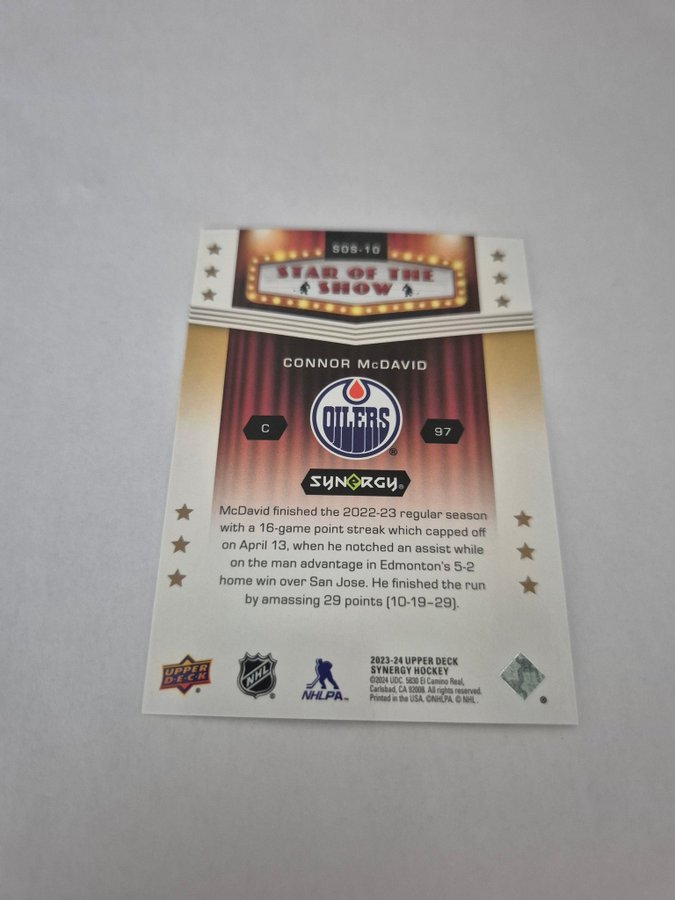 SOS-10
STAR OF THE
SHOW
CONNOR McDAVID
C
OILERS
®
97
SYNERGY®
McDavid finished the 2022-23 regular season
with a 16-game point streak which capped off
on April 13, when he notched an assist while
on the man advantage in Edmonton's 5-2
home win over San Jose. He finished the run
by amassing 29 points (10-19–29).
UPPER
D·E·C·K
®
NHL
NHLPA™
2023-24 UPPER DECK
SYNERGY HOCKEY
©2024 UDC. 5830 El Camino Real,
Carlsbad, CA 92008. All rights reserved.
Printed in the USA. ©NHLPA. © NHL.
®